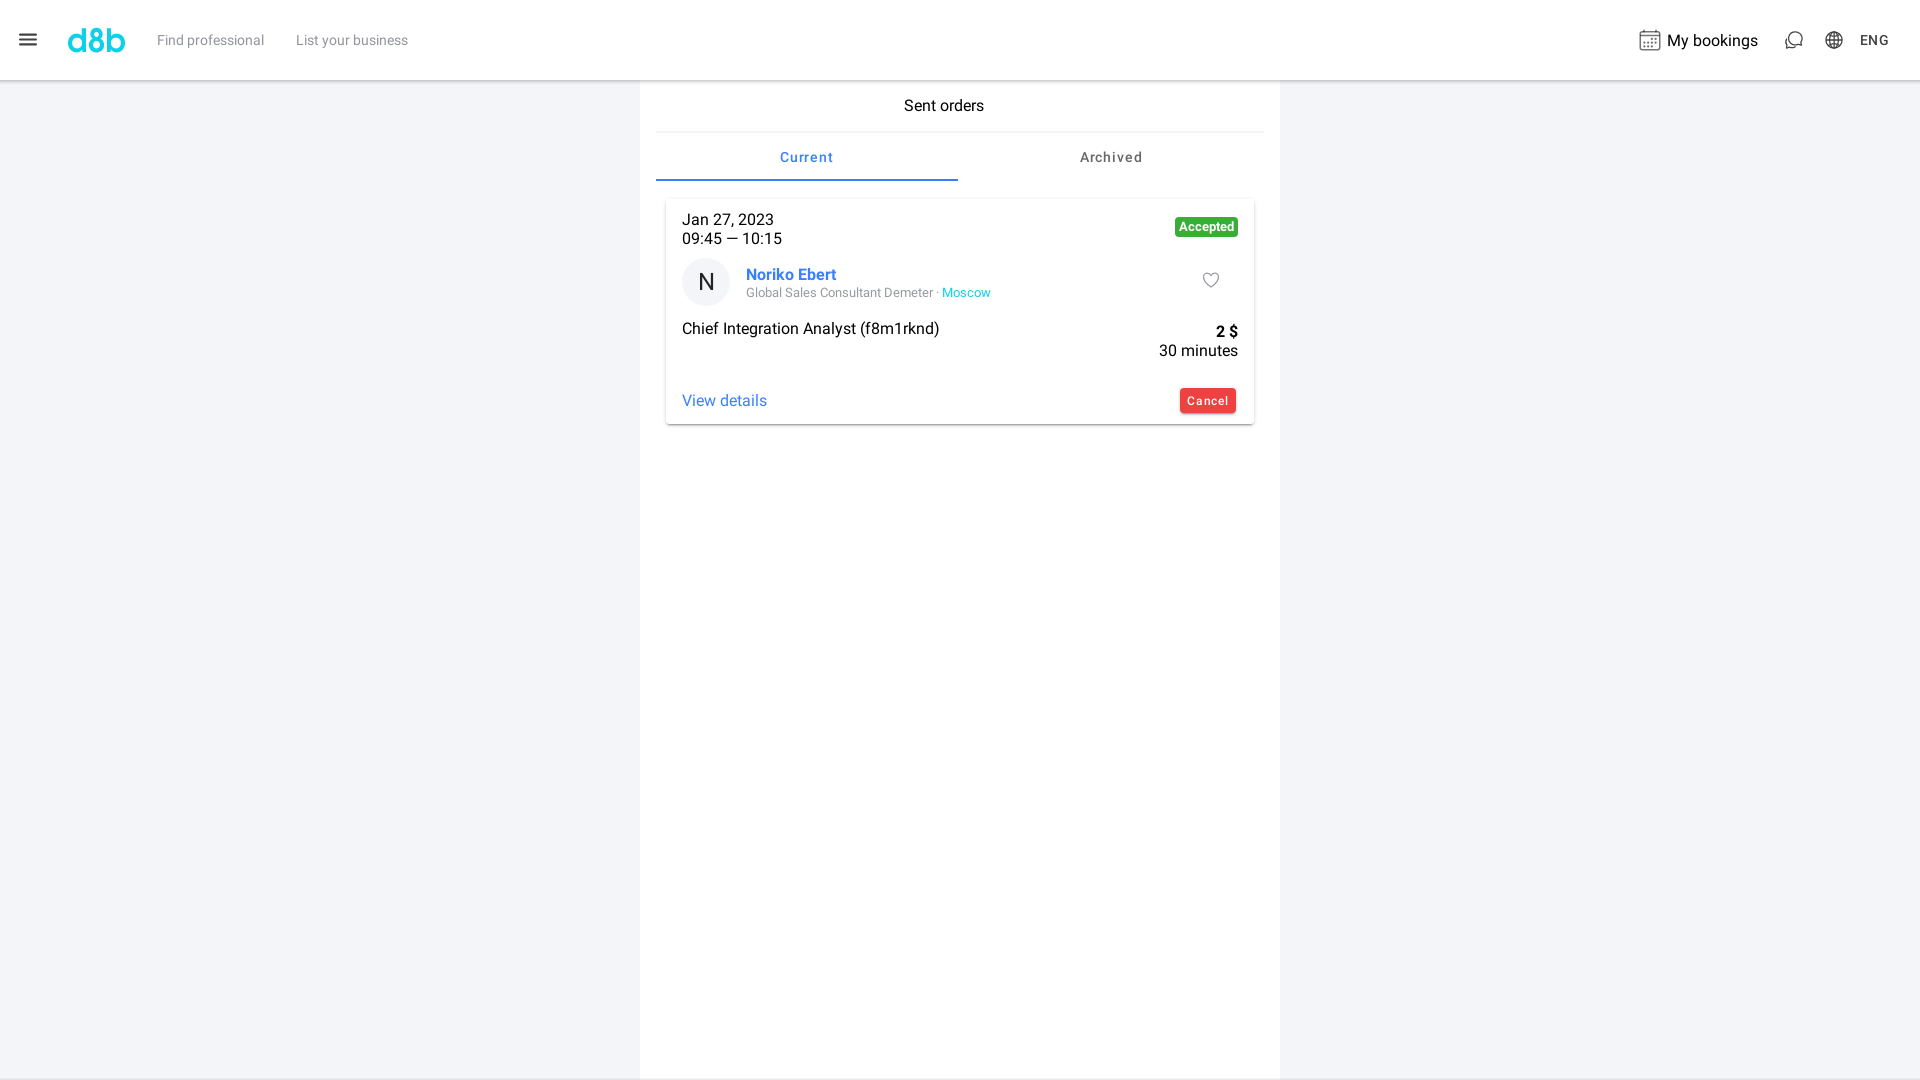 d8b
Find professional
List your business
My bookings
ENG
Sent orders
Current
Archived
Jan 27, 2023
09:45 — 10:15
Accepted
N
Noriko Ebert
Global Sales Consultant Demeter · Moscow
Chief Integration Analyst (f8m1rknd)
2 $
30 minutes
View details
Cancel